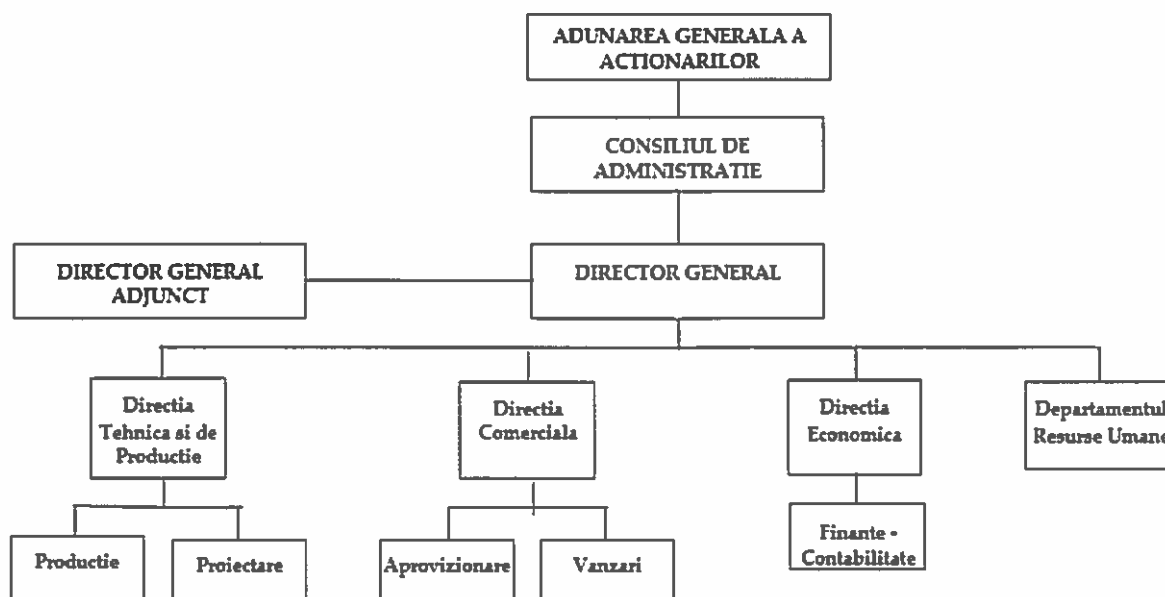 ADUNAREA GENERALA A
ACTIONARILOR
CONSILIUL DE
ADMINISTRATIE
DIRECTOR GENERAL
ADJUNCT
DIRECTOR GENERAL
Directia
Tehnica si de
Productie
Directia
Comerciala
Directia
Economica
Departamentul
Resurse Umane
Productie
Proiectare
Aprovizionare
Vanzari
Finante -
Contabilitate